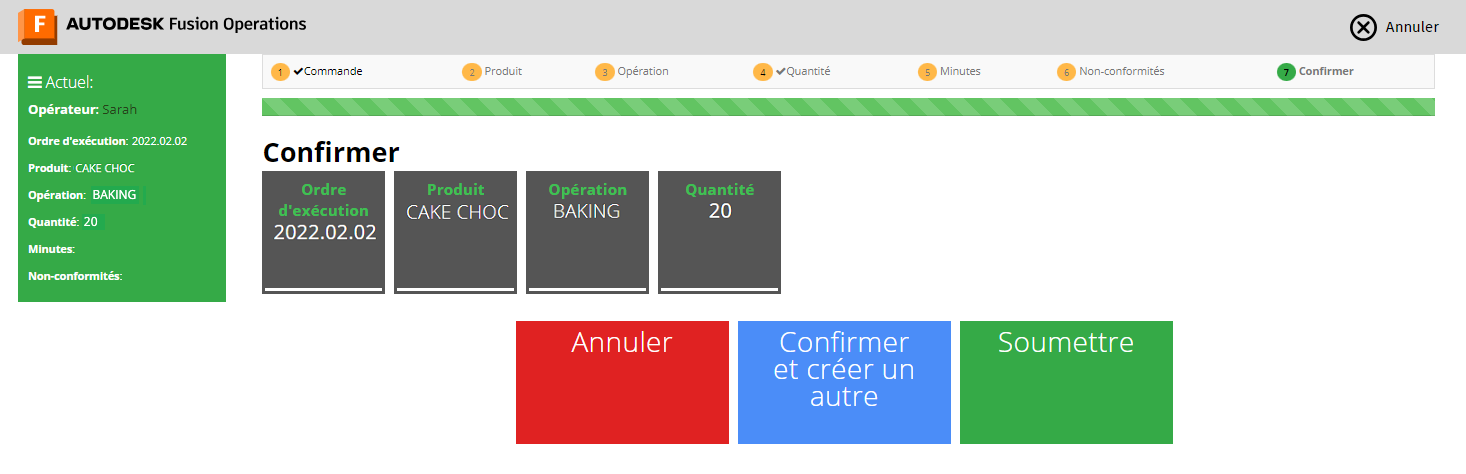 F AUTODESK Fusion Operations
Annuler
Actuel:
Opérateur: Sarah
Ordre d'exécution: 2022.02.02
Produit: CAKE CHOC
Opération: BAKING
Quantité: 20
Minutes:
Non-conformités:
1 Commande 2 Produit 3 Opération 4 Quantité 5 Minutes 6 Non-conformités 7 Confirmer
Confirmer
Ordre
d'exécution
2022.02.02
Produit
CAKE CHOC
Opération
BAKING
Quantité
20
Annuler
Confirmer
et créer un
autre
Soumettre